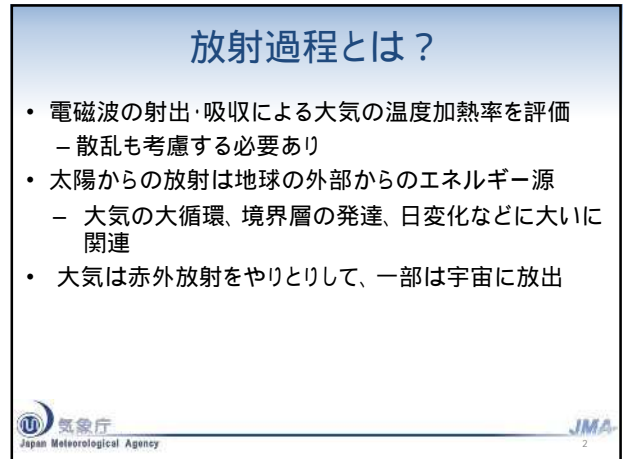 放射過程とは？
• 電磁波の射出･吸収による大気の温度加熱率を評価
– 散乱も考慮する必要あり
• 太陽からの放射は地球の外部からのエネルギー源
– 大気の大循環、境界層の発達、日変化などに大いに
関連
• 大気は赤外放射をやりとりして、一部は宇宙に放出
気象庁
Japan Meteorological Agency
JMA
2